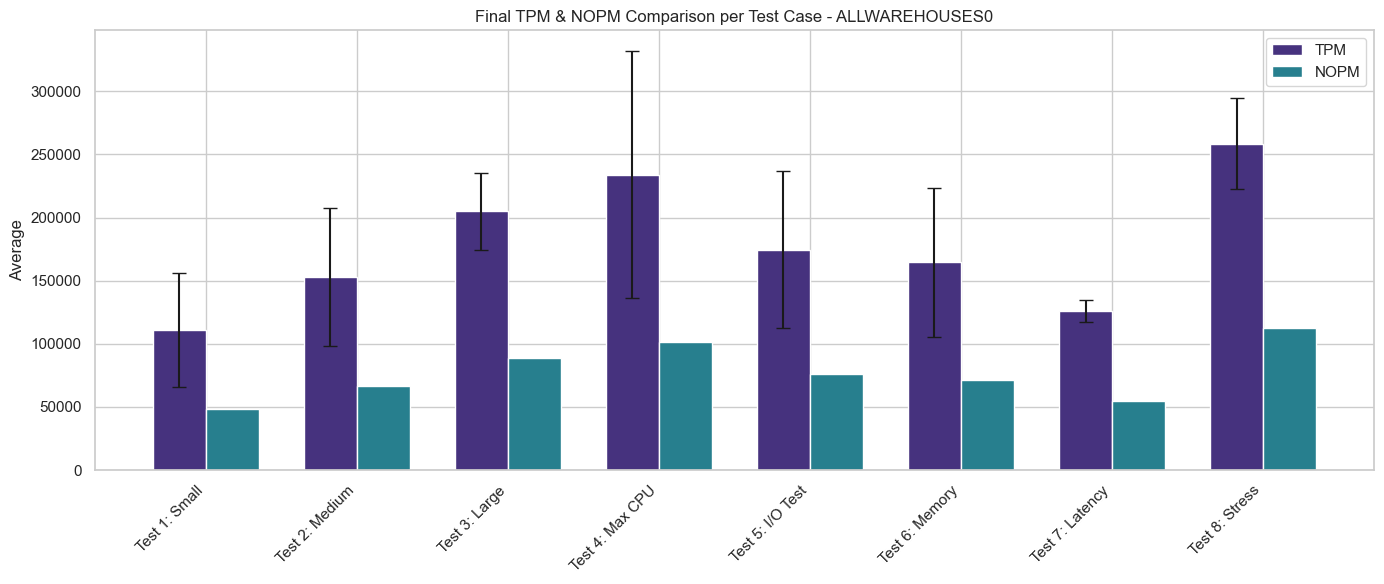 Final TPM & NOPM Comparison per Test Case - ALLWAREHOUSES0
TPM
NOPM
Average
300000
250000
200000
150000
100000
50000
0
Test 1: Small
Test 2: Medium
Test 3: Large
Test 4: Max CPU
Test 5: I/O Test
Test 6: Memory
Test 7: Latency
Test 8: Stress